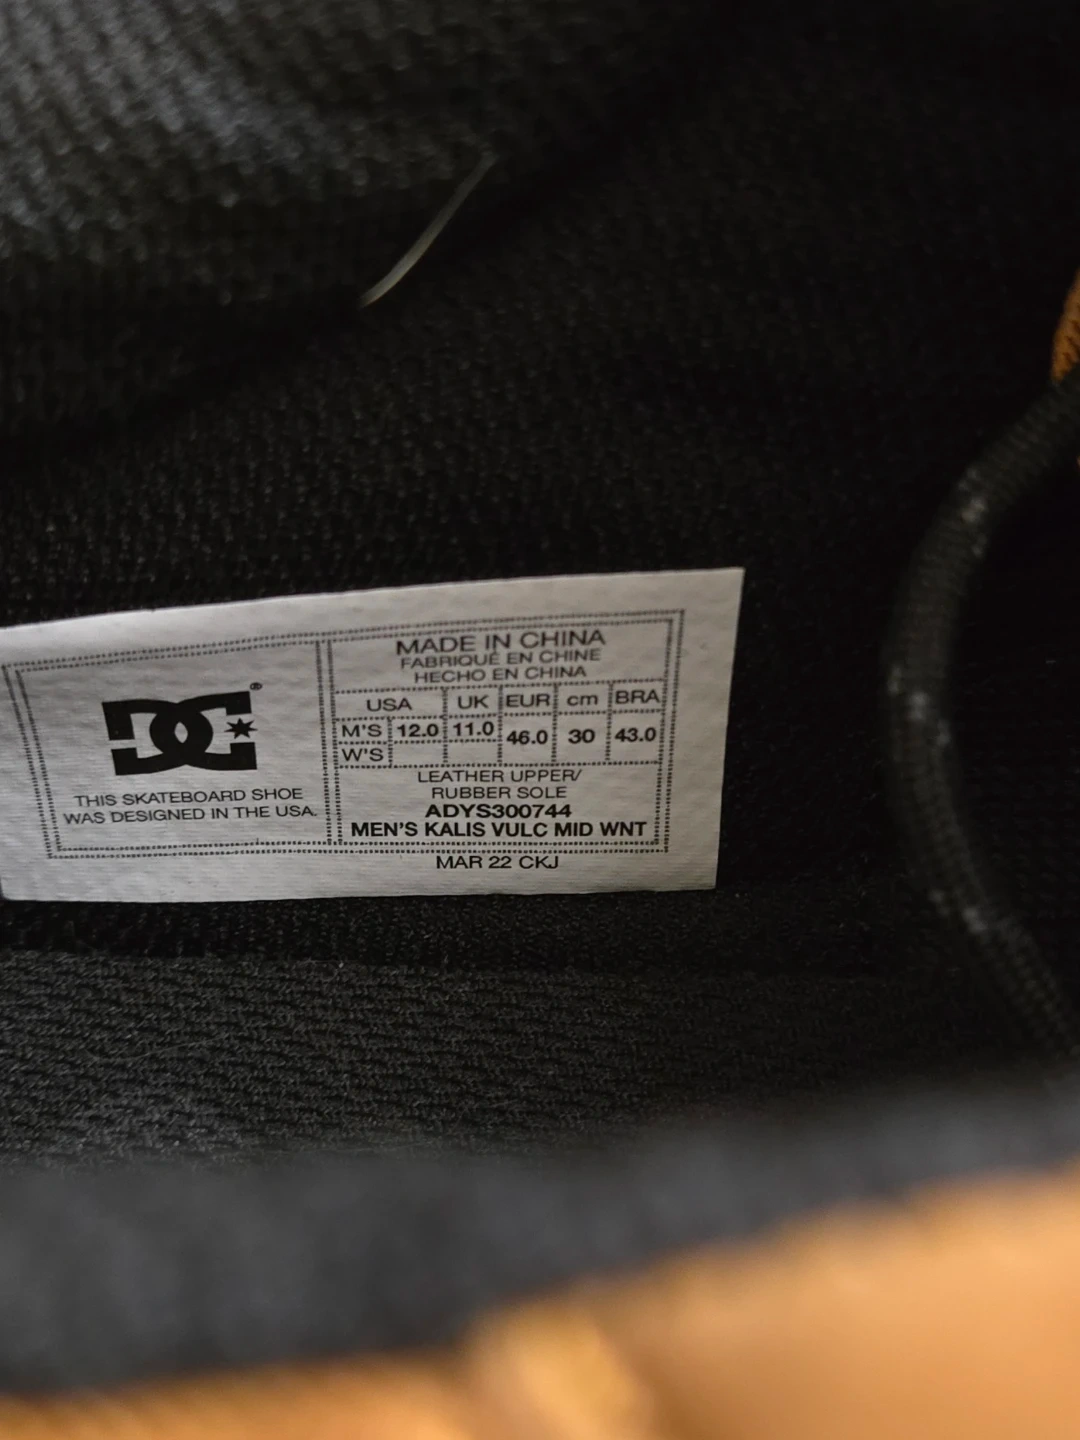 DC®
THIS SKATEBOARD SHOE
WAS DESIGNED IN THE USA.
MADE IN CHINA
FABRIQUÉ EN CHINE
HECHO EN CHINA
USA UK EUR cm BRA
M'S 12.0 11.0 46.0 30 43.0
W'S
LEATHER UPPER/
RUBBER SOLE
ADYS300744
MEN'S KALIS VULC MID WNT
MAR 22 CKJ